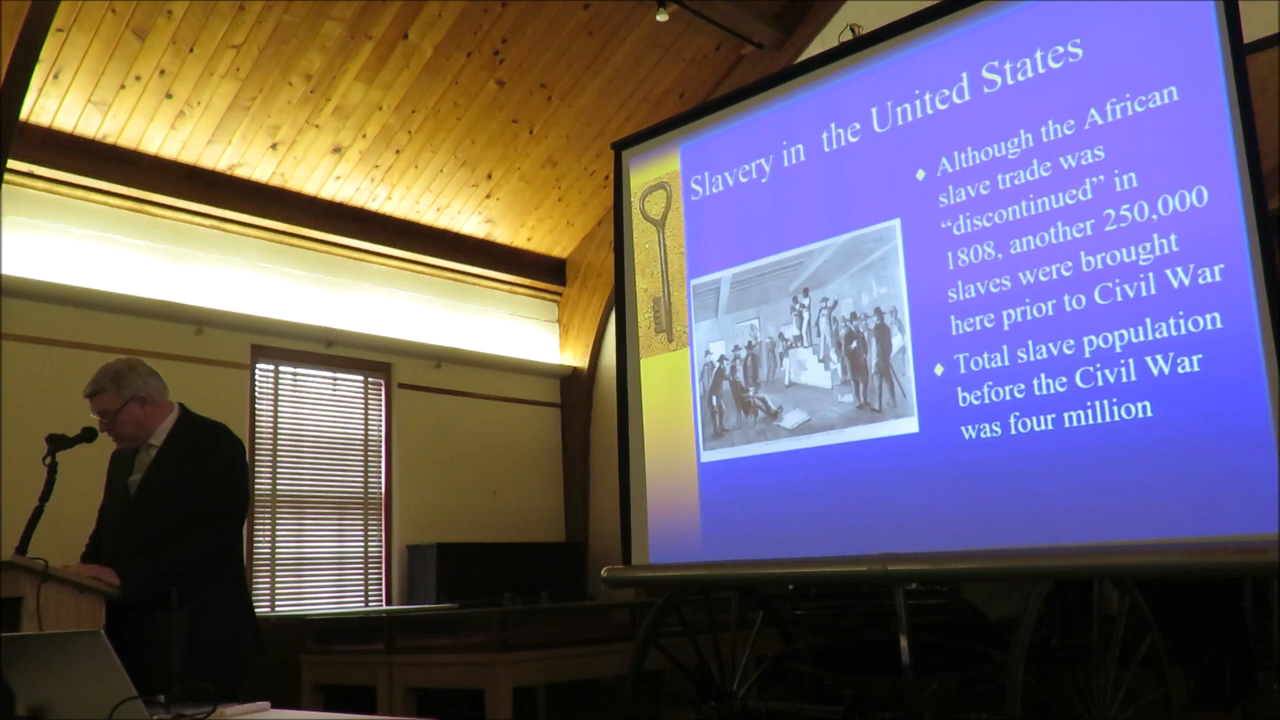 Slavery in the United States
Although the African
slave trade was
“discontinued” in
1808, another 250,000
slaves were brought
here prior to Civil War
Total slave population
before the Civil War
was four million